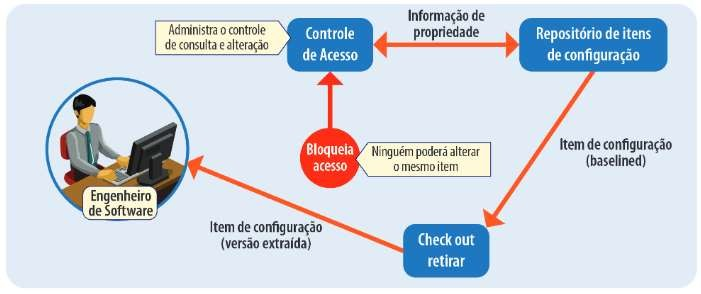 Administra o controle
de consulta e alteração
Controle
de Acesso
Informação de
propriedade
Repositório de itens
de configuração
Bloqueia
acesso
Ninguém poderá alterar
o mesmo item
Item de configuração
(baselined)
Engenheiro
de Software
Item de configuração
(versão extraída)
Check out
retirar